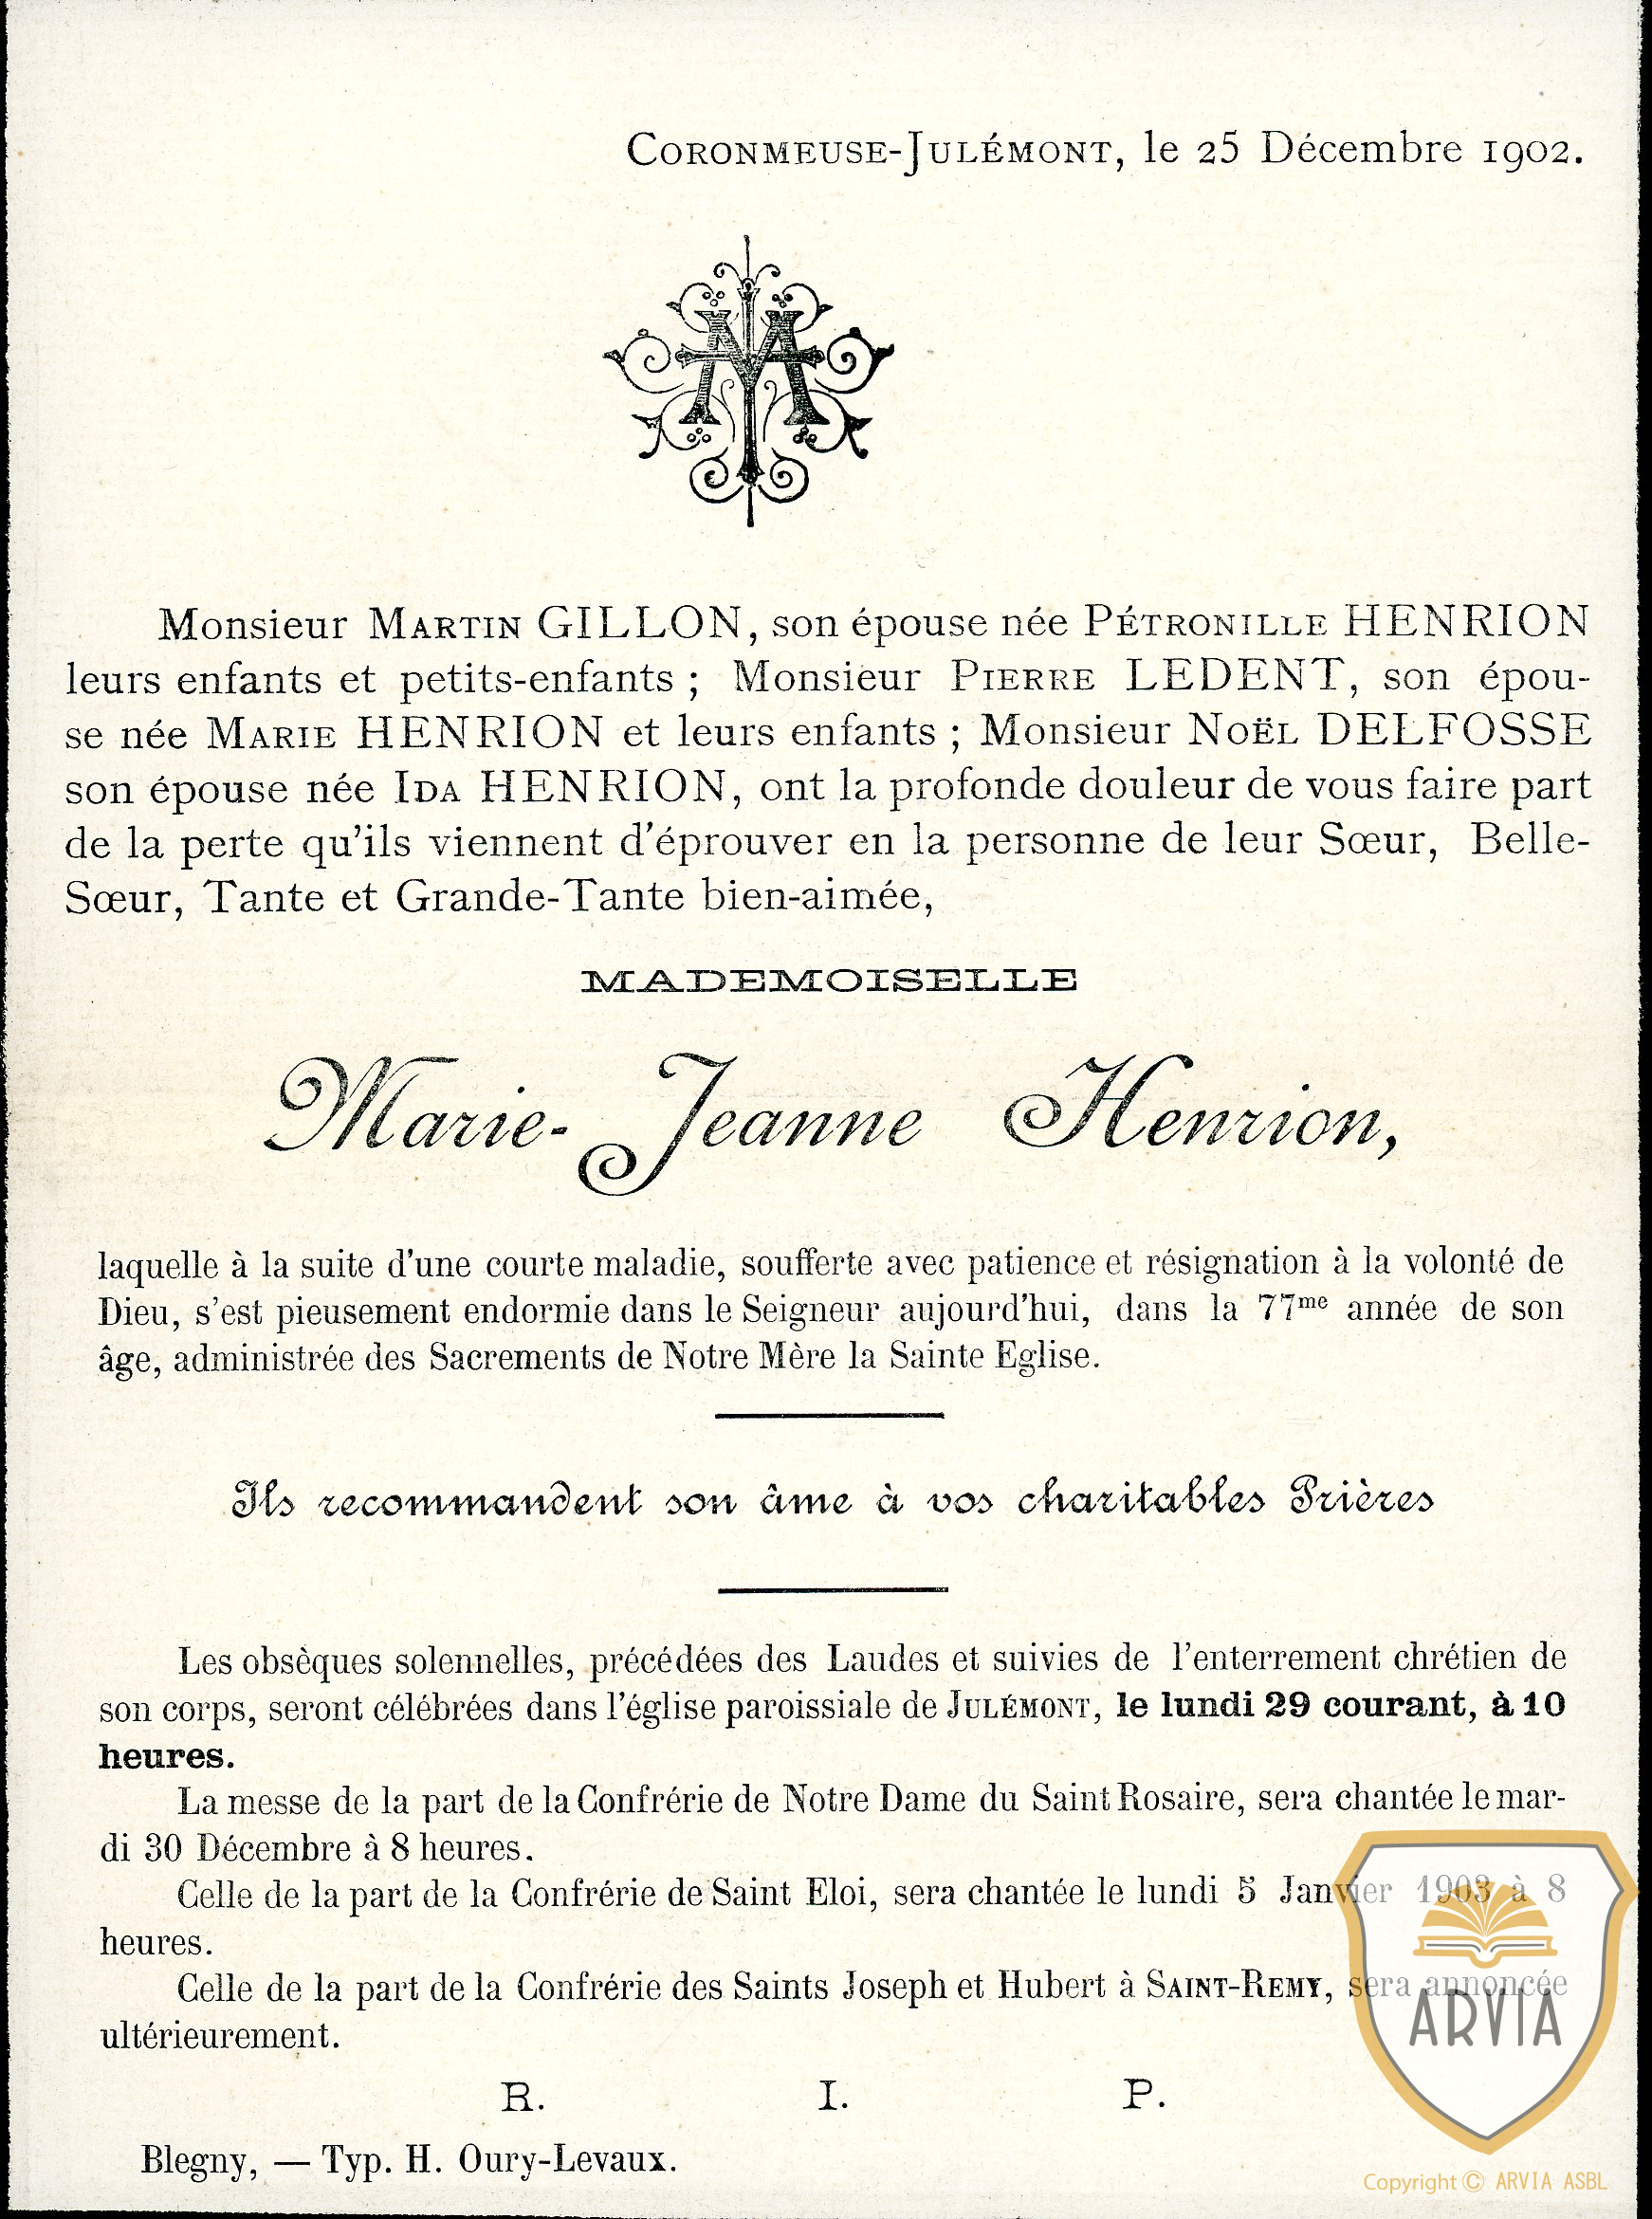 CORONMEUSE-JULÉMONT, le 25 Décembre 1902.
Monsieur MARTIN GILLON, son épouse née PÉTRONILLE HENRION
leurs enfants et petits-enfants ; Monsieur PIERRE LEDENT, son épou-
se née MARIE HENRION et leurs enfants ; Monsieur NOËL DELFOSSE
son épouse née IDA HENRION, ont la profonde douleur de vous faire part
de la perte qu'ils viennent d'éprouver en la personne de leur Sœur, Belle-
Sœur, Tante et Grande-Tante bien-aimée,
MADEMOISELLE
Marie-Jeanne Henrion,
laquelle à la suite d'une courte maladie, soufferte avec patience et résignation à la volonté de
Dieu, s'est pieusement endormie dans le Seigneur aujourd'hui, dans la 77me année de son
âge, administrée des Sacrements de Notre Mère la Sainte Eglise.
Ils recommandent son âme à vos charitables Prières
Les obsèques solennelles, précédées des Laudes et suivies de l'enterrement chrétien de
son corps, seront célébrées dans l'église paroissiale de JULÉMONT, le lundi 29 courant, à 10
heures.
La messe de la part de la Confrérie de Notre Dame du Saint Rosaire, sera chantée le mar-
di 30 Décembre à 8 heures.
Celle de la part de la Confrérie de Saint Eloi, sera chantée le lundi 5 Janvier 1903 à 8
heures.
Celle de la part de la Confrérie des Saints Joseph et Hubert à SAINT-REMY, sera annoncée
ultérieurement.
R. I. P.
Blegny, — Typ. H. Oury-Levaux.
ARVIA
Copyright © ARVIA ASBL